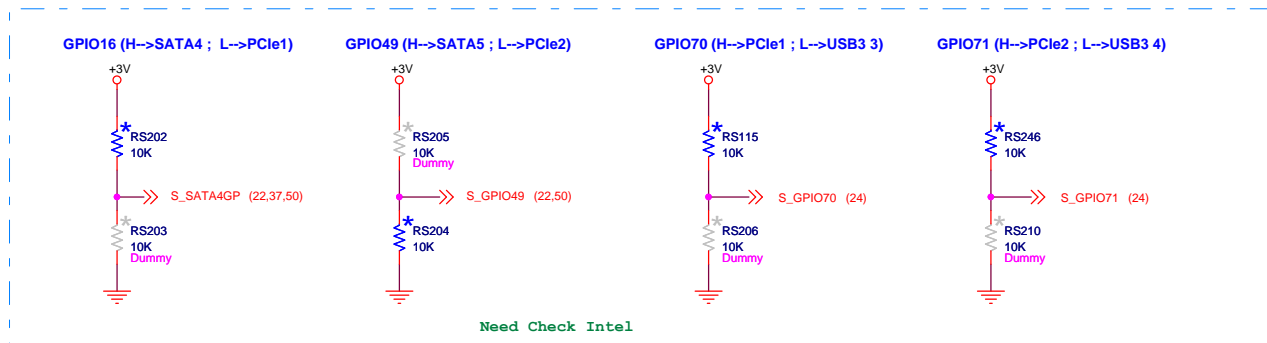 GPIO16 (H-->SATA4 ; L-->PCIe1)
+3V
*
RS202
10K
S_SATA4GP (22,37,50)
*
RS203
10K
Dummy
GPIO49 (H-->SATA5 ; L-->PCIe2)
+3V
*
RS205
10K
Dummy
S_GPIO49 (22,50)
*
RS204
10K
GPIO70 (H-->PCIe1 ; L-->USB3 3)
+3V
*
RS115
10K
S_GPIO70 (24)
*
RS206
10K
Dummy
GPIO71 (H-->PCIe2 ; L-->USB3 4)
+3V
*
RS246
10K
S_GPIO71 (24)
*
RS210
10K
Dummy
Need Check Intel